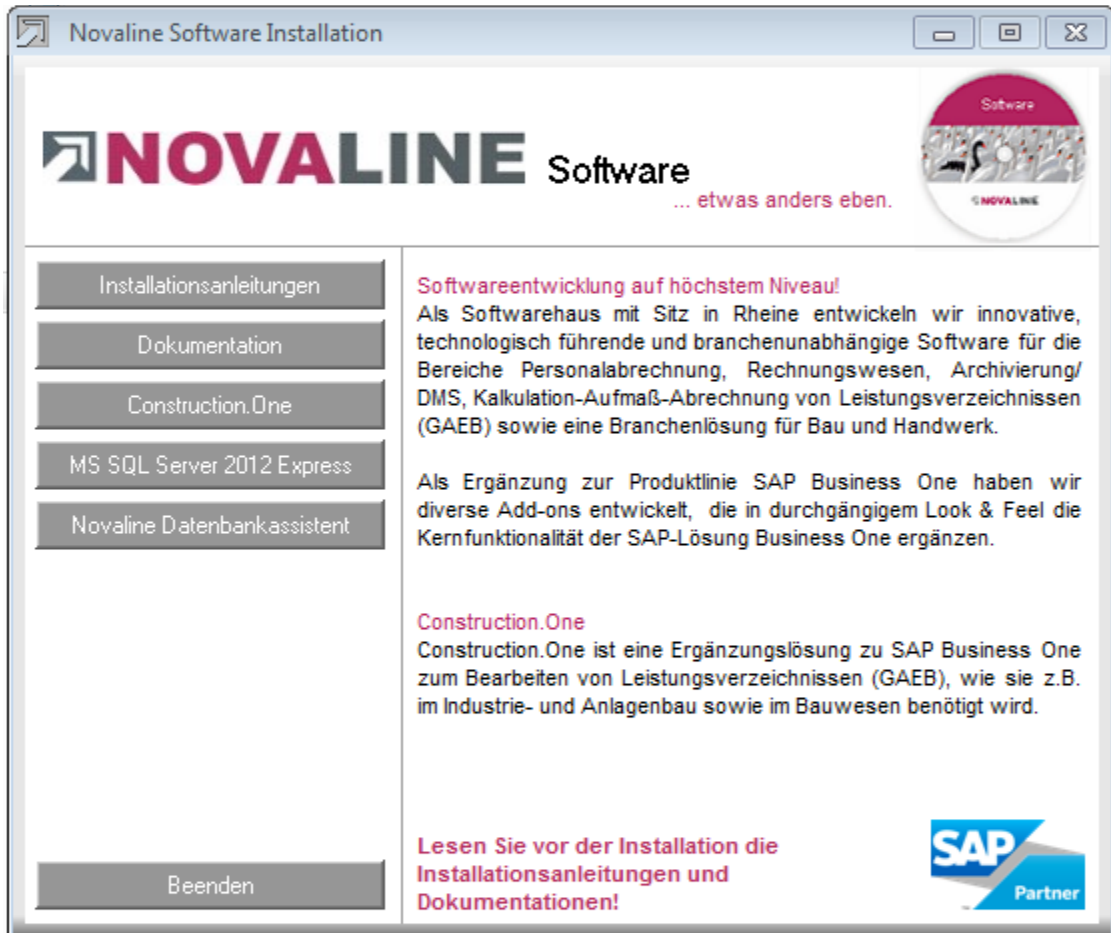 Novaline Software Installation
NOVALINE Software
... etwas anders eben.
Software
NOVALINE
Installationsanleitungen
Dokumentation
Construction.One
MS SQL Server 2012 Express
Novaline Datenbankassistent
Beenden
Softwareentwicklung auf höchstem Niveau!
Als Softwarehaus mit Sitz in Rheine entwickeln wir innovative,
technologisch führende und branchenunabhängige Software für die
Bereiche Personalabrechnung, Rechnungswesen, Archivierung/
DMS, Kalkulation-Aufmaß-Abrechnung von Leistungsverzeichnissen
(GAEB) sowie eine Branchenlösung für Bau und Handwerk.
Als Ergänzung zur Produktlinie SAP Business One haben wir
diverse Add-ons entwickelt, die in durchgängigem Look & Feel die
Kernfunktionalität der SAP-Lösung Business One ergänzen.
Construction.One
Construction.One ist eine Ergänzungslösung zu SAP Business One
zum Bearbeiten von Leistungsverzeichnissen (GAEB), wie sie z.B.
im Industrie- und Anlagenbau sowie im Bauwesen benötigt wird.
Lesen Sie vor der Installation die
Installationsanleitungen und
Dokumentationen!
SAP
Partner